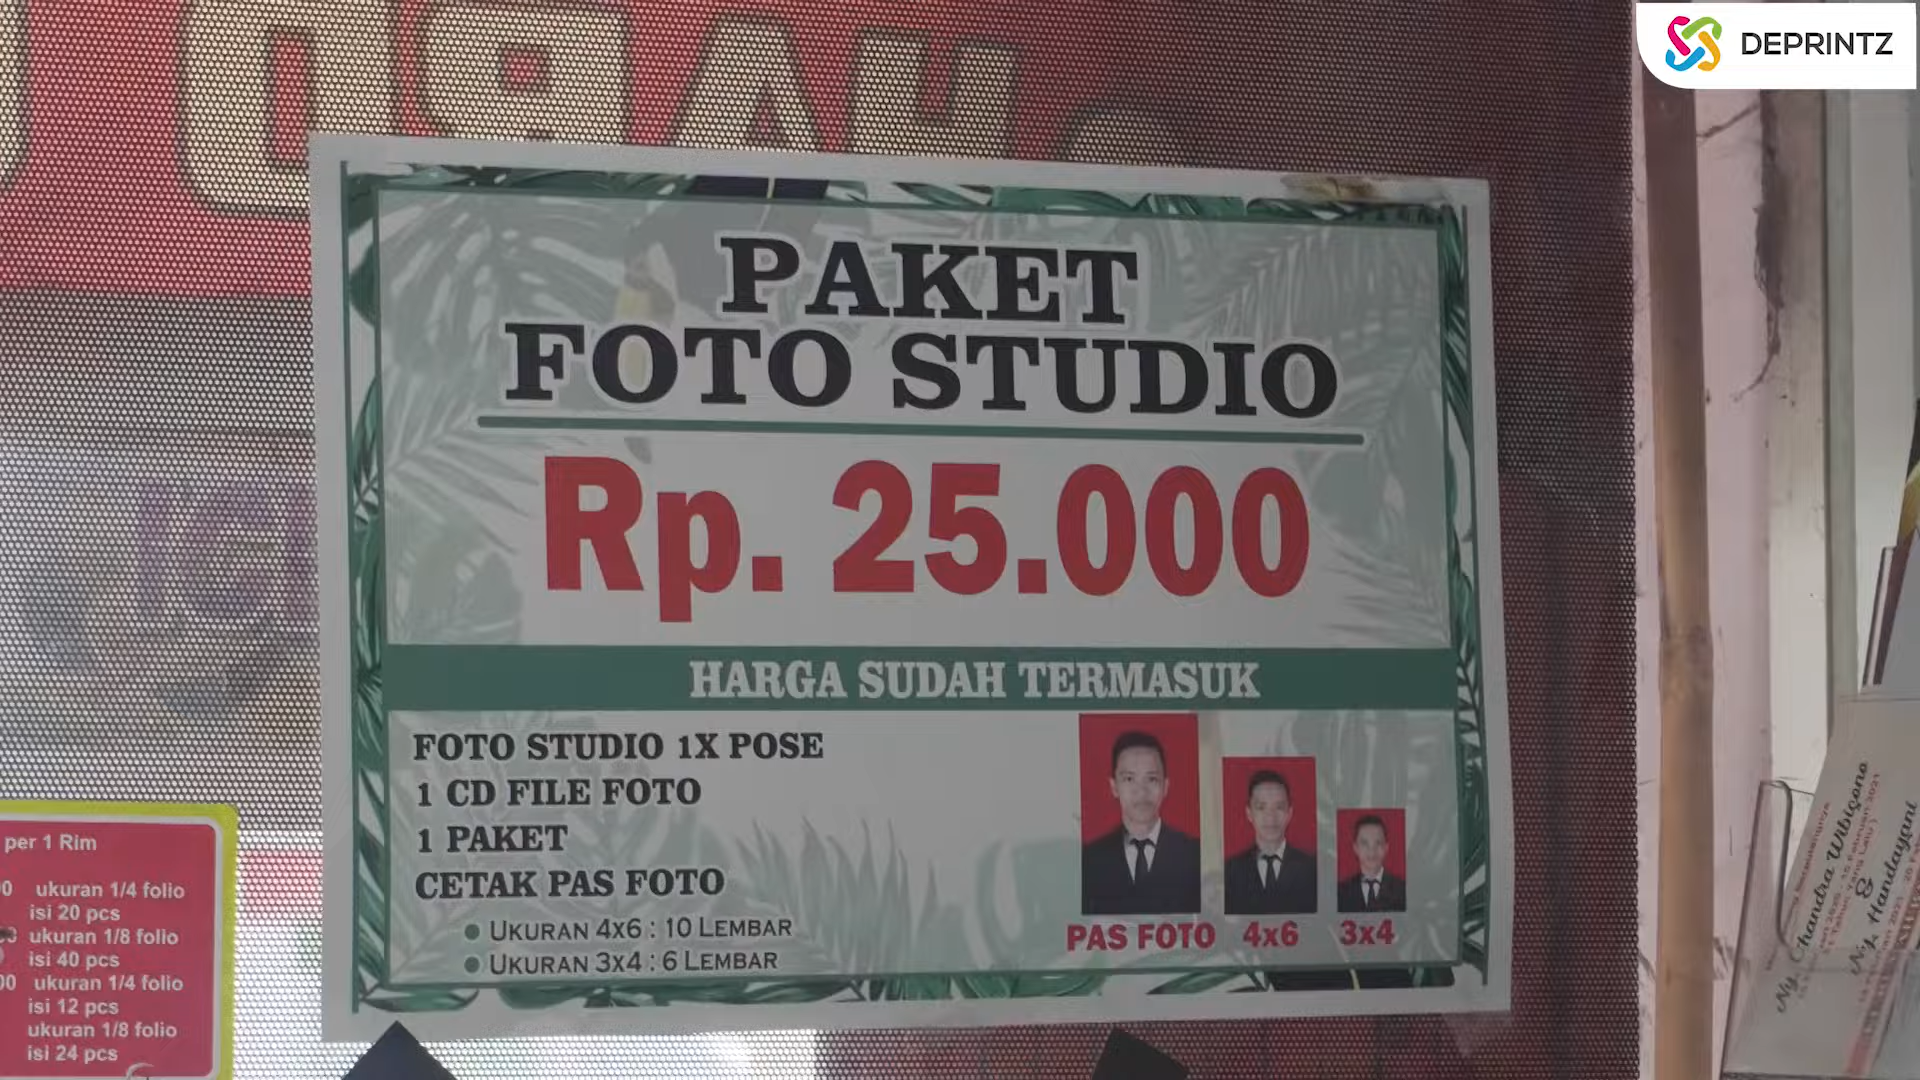 DEPRINTZ
PAKET
FOTO STUDIO
Rp. 25.000
HARGA SUDAH TERMASUK
FOTO STUDIO 1X POSE
1 CD FILE FOTO
1 PAKET
CETAK PAS FOTO
UKURAN 4x6 : 10 LEMBAR
UKURAN 3x4 : 6 LEMBAR
PAS FOTO 4x6 3x4
per 1 Rim
ukuran 1/4 folio
isi 20 pcs
ukuran 1/8 folio
isi 40 pcs
ukuran 1/4 folio
isi 12 pcs
ukuran 1/8 folio
isi 24 pcs
Ny. Chandra Wibisono
&
Ny. Handayani